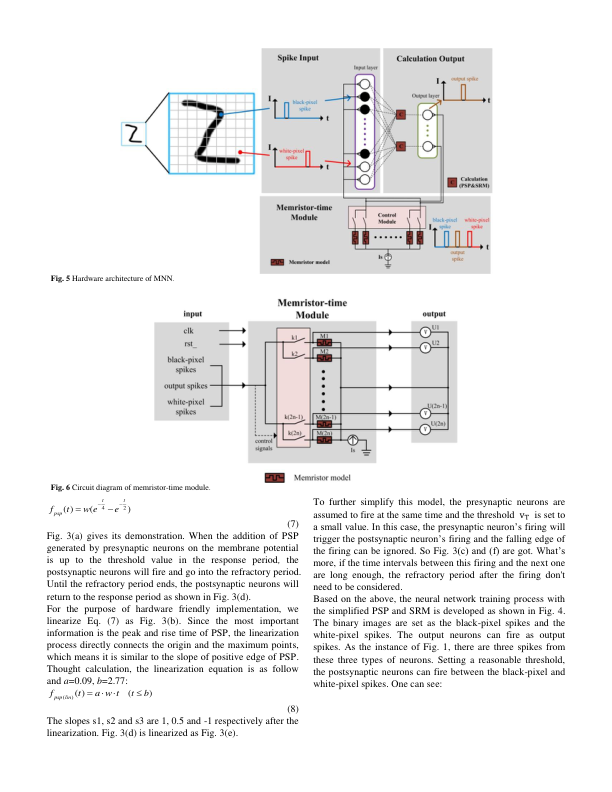 Spike Input
Calculation Output
Input layer
output spike
I
t
Output layer
I
black-pixel
spike
t
C
I
white-pixel
spike
t
C
C
Calculation
(PSP&SRM)
Memristor-time
Module
Control
Module
I
black-pixel
spike
white-pixel
spike
output
spike
t
Is
Memristor model
Fig. 5 Hardware architecture of MNN.
Memristor-time
Module
input
output
clk
rst_
black-pixel
spikes
output spikes
white-pixel
spikes
control
signals
k1
k2
k(2n-1)
k(2n)
M1
M2
M(2n-1)
M(2n)
Is
V
U1
V
U2
V
U(2n-1)
V
U(2n)
Memristor model
Fig. 6 Circuit diagram of memristor-time module.
f_psp(t) = w(e^(-t/4) − e^(-t/2))
(7)
Fig. 3(a) gives its demonstration. When the addition of PSP
generated by presynaptic neurons on the membrane potential
is up to the threshold value in the response period, the
postsynaptic neurons will fire and go into the refractory period.
Until the refractory period ends, the postsynaptic neurons will
return to the response period as shown in Fig. 3(d).
For the purpose of hardware friendly implementation, we
linearize Eq. (7) as Fig. 3(b). Since the most important
information is the peak and rise time of PSP, the linearization
process directly connects the origin and the maximum points,
which means it is similar to the slope of positive edge of PSP.
Thought calculation, the linearization equation is as follow
and a=0.09, b=2.77:
f_psp(lin)(t) = a · w · t (t ≤ b)
(8)
The slopes s1, s2 and s3 are 1, 0.5 and -1 respectively after the
linearization. Fig. 3(d) is linearized as Fig. 3(e).
To further simplify this model, the presynaptic neurons are
assumed to fire at the same time and the threshold v_T is set to
a small value. In this case, the presynaptic neuron's firing will
trigger the postsynaptic neuron's firing and the falling edge of
the firing can be ignored. So Fig. 3(c) and (f) are got. What's
more, if the time intervals between this firing and the next one
are long enough, the refractory period after the firing don't
need to be considered.
Based on the above, the neural network training process with
the simplified PSP and SRM is developed as shown in Fig. 4.
The binary images are set as the black-pixel spikes and the
white-pixel spikes. The output neurons can fire as output
spikes. As the instance of Fig. 1, there are three spikes from
these three types of neurons. Setting a reasonable threshold,
the postsynaptic neurons can fire between the black-pixel and
white-pixel spikes. One can see: